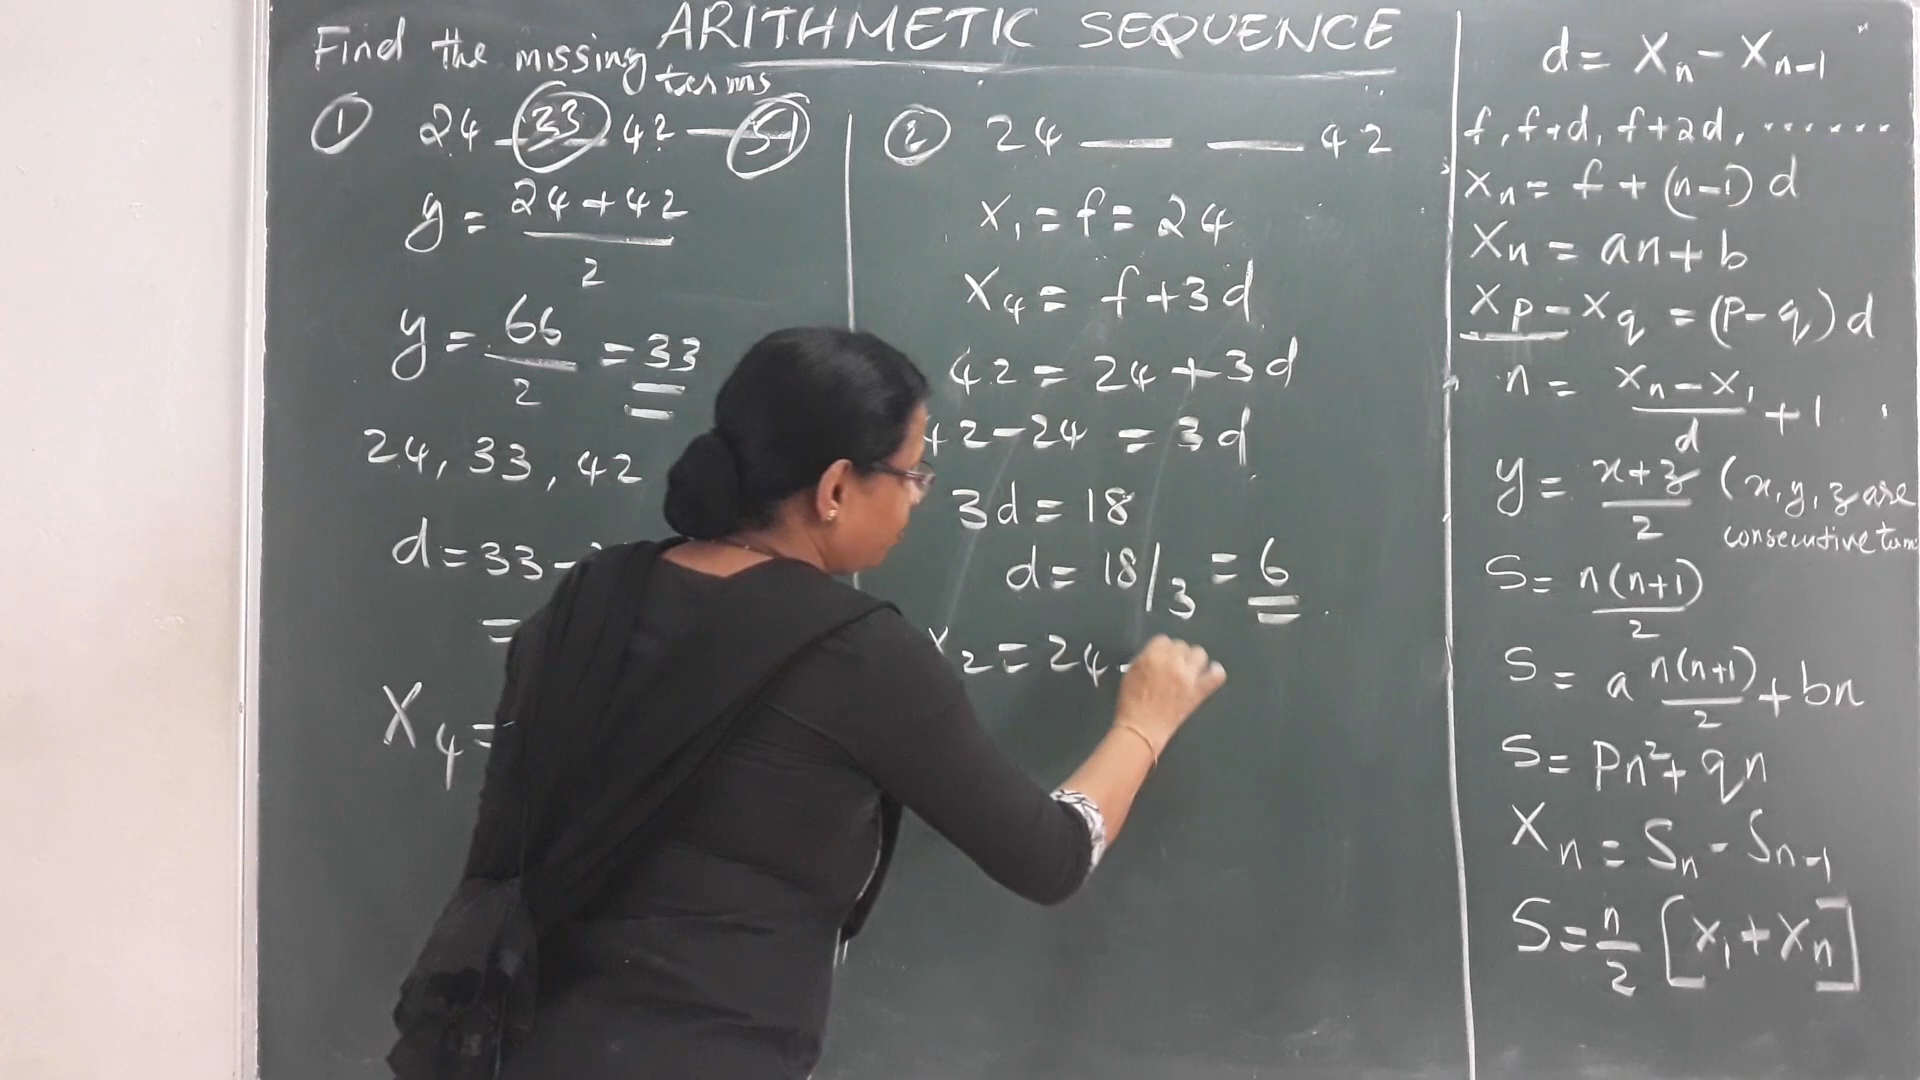 ARITHMETIC SEQUENCE
Find the missing terms
① 24 33 42 51
y = 24+42 / 2
y = 66 / 2 = 33
24, 33, 42
d = 33 -
=
X₄ =
② 24 __ __ 42
X₁ = f = 24
X₄ = f+3d
42 = 24+3d
42-24 = 3d
3d = 18
d = 18/3 = 6
X₂ = 24
d = Xₙ - Xₙ₋₁
f, f+d, f+2d, .......
Xₙ = f + (n-1) d
Xₙ = an + b
Xp - Xq = (p-q) d
n = Xₙ - X₁ / d + 1
y = x+z / 2 (x, y, z are
consecutive
S = n(n+1) / 2
S = a n(n+1) / 2 + bn
S = Pn² + qn
Xₙ = Sₙ - Sₙ₋₁
S = n/2 [X₁ + Xₙ]